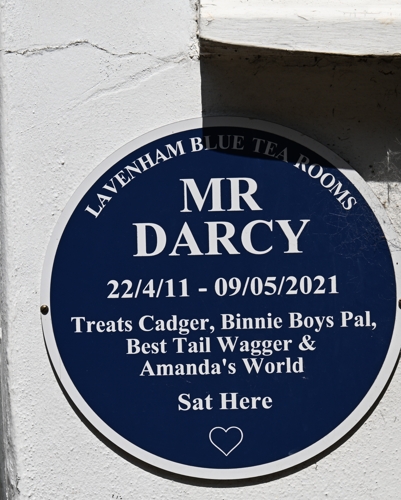 LAVENHAM BLUE TEA ROOMS
MR
DARCY
22/4/11 - 09/05/2021
Treats Cadger, Binnie Boys Pal,
Best Tail Wagger &
Amanda's World
Sat Here